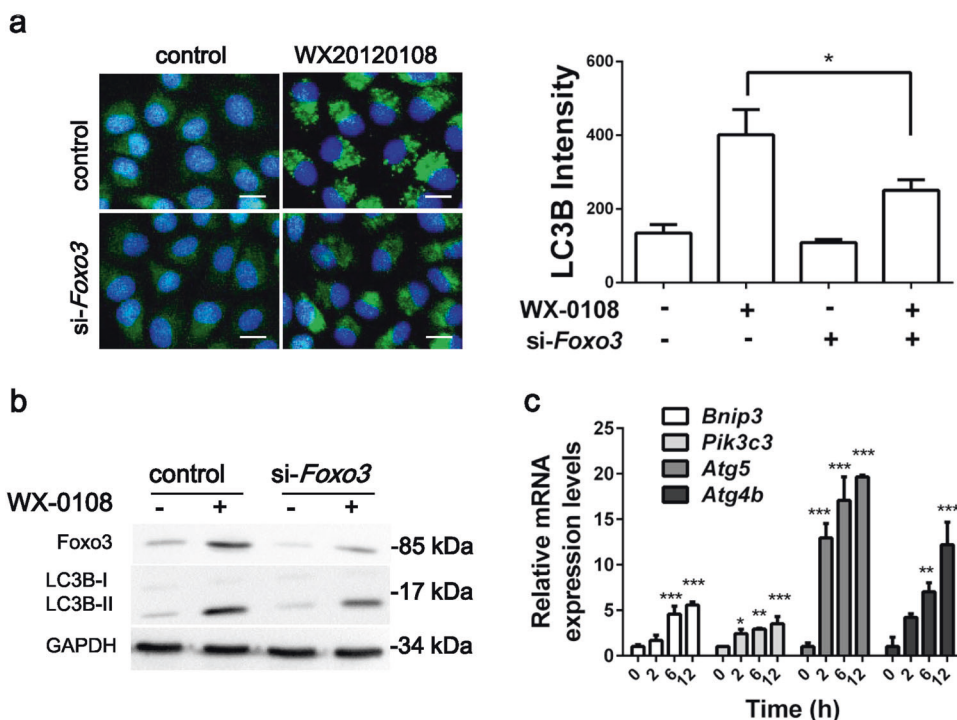 a
control WX20120108
control
si-Foxo3
LC3B Intensity
600
400
200
0
*
WX-0108 - + - +
si-Foxo3 - - + +
b
control si-Foxo3
WX-0108 - + - +
Foxo3 -85 kDa
LC3B-I -17 kDa
LC3B-II
GAPDH -34 kDa
c
Bnip3
Pik3c3
Atg5
Atg4b
Relative mRNA
expression levels
25
20
15
10
5
0
*** *** * ** *** *** *** *** ** ***
0 2 6 12 0 2 6 12 0 2 6 12 0 2 6 12
Time (h)